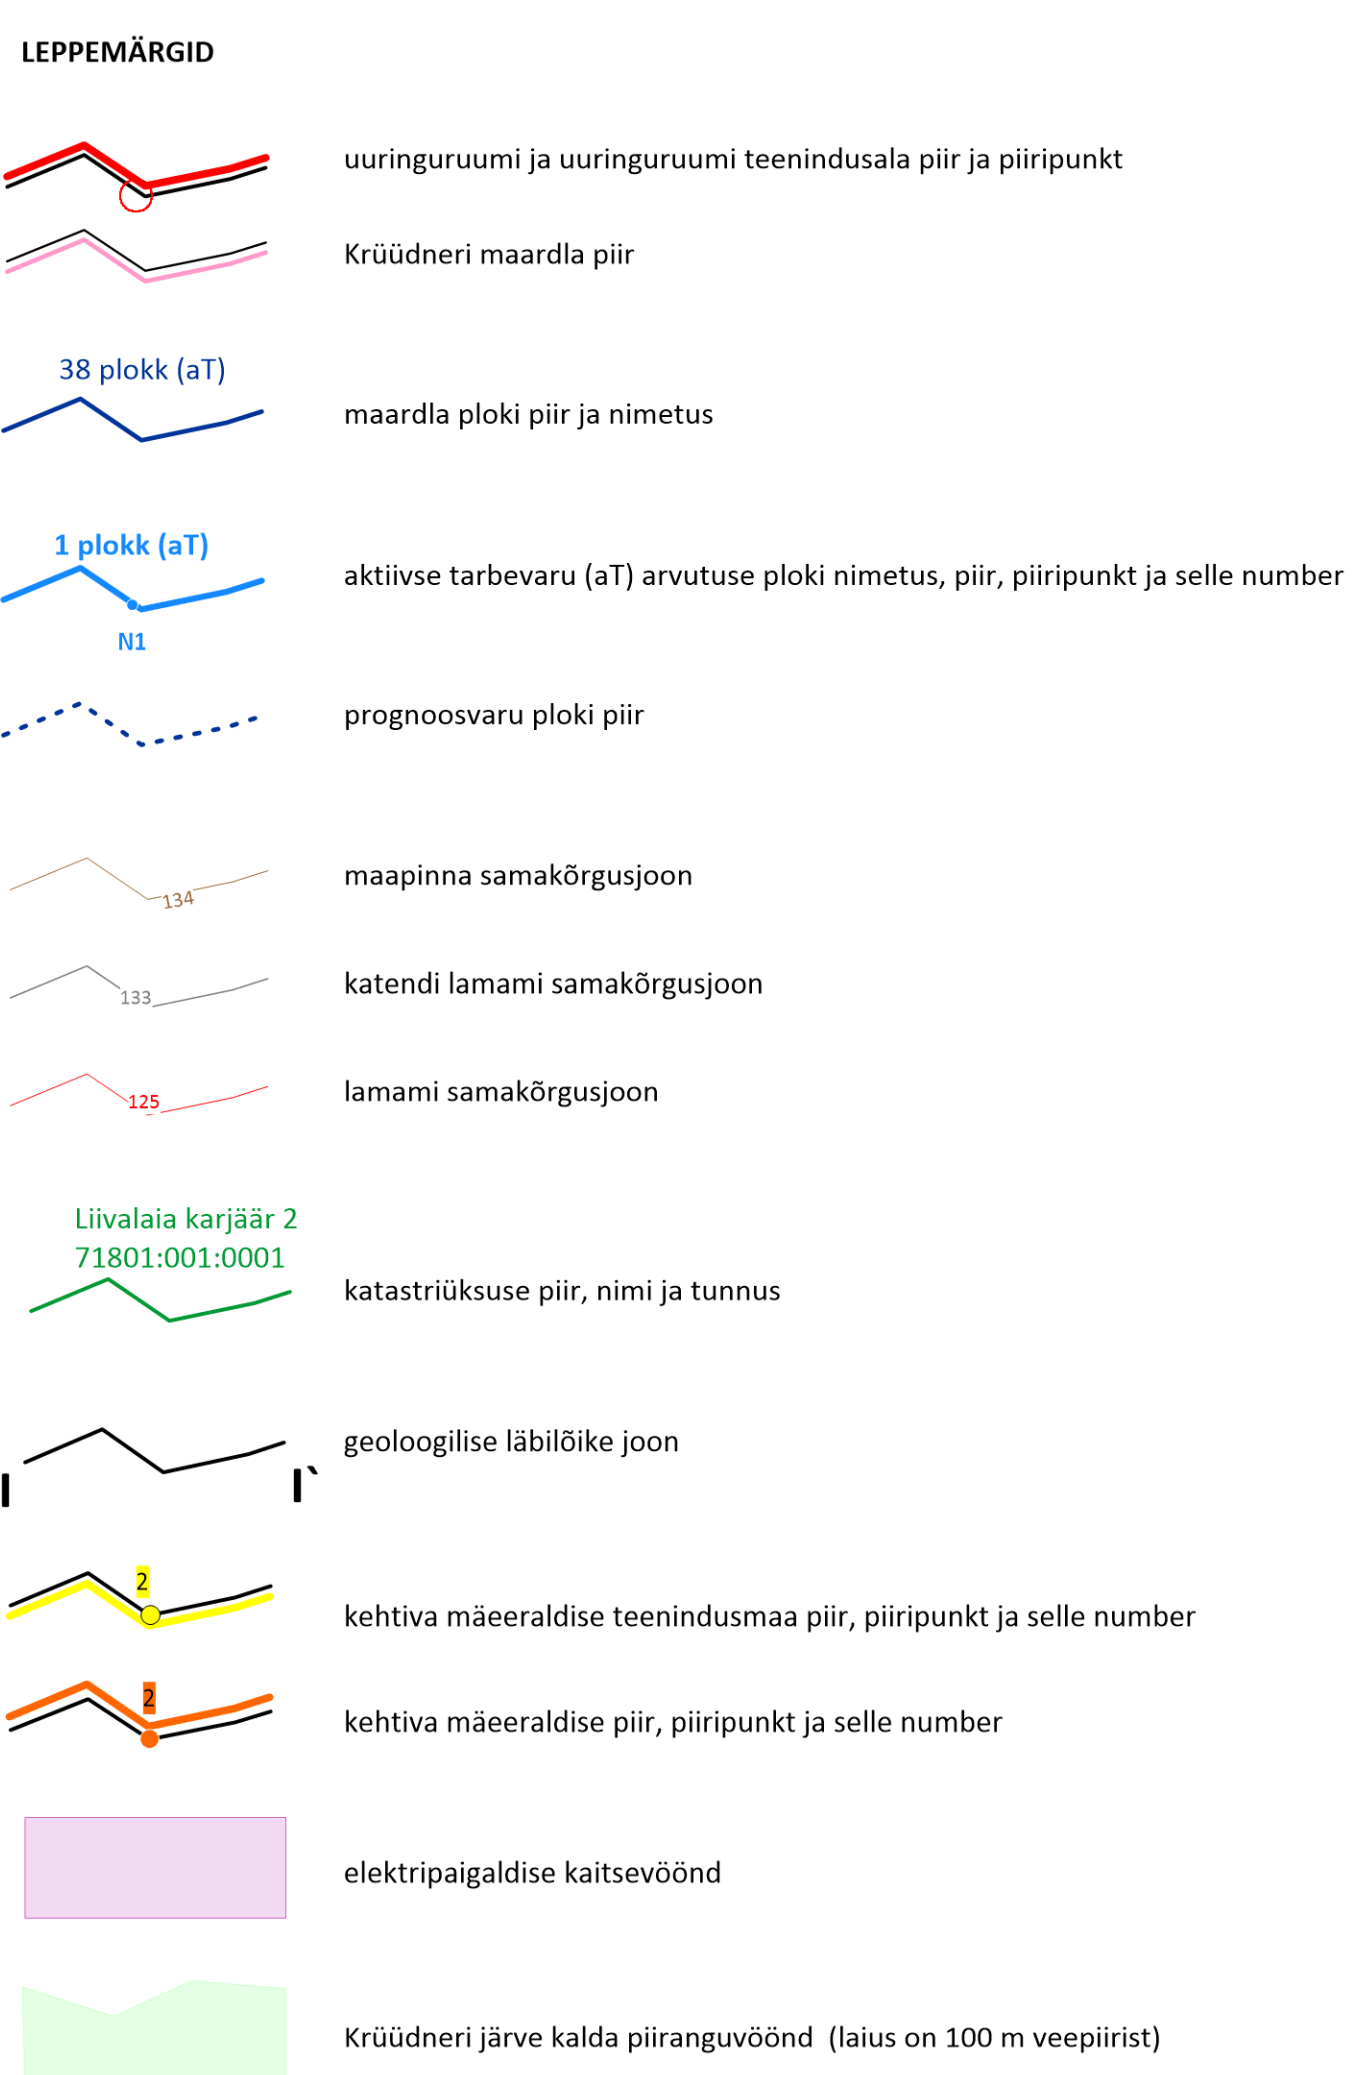 LEPPEMÄRGID
uuringuruumi ja uuringuruumi teenindusala piir ja piiripunkt
Krüüdneri maardla piir
38 plokk (aT)
maardla ploki piir ja nimetus
1 plokk (aT)
aktiivse tarbevaru (aT) arvutuse ploki nimetus, piir, piiripunkt ja selle number
N1
prognoosvaru ploki piir
maapinna samakõrgusjoon
134
katendi lamami samakõrgusjoon
133
lamami samakõrgusjoon
125
Liivalaia karjäär 2
71801:001:0001
katastriüksuse piir, nimi ja tunnus
geoloogilise läbilõike joon
I I`
2
kehtiva mäeeraldise teenindusmaa piir, piiripunkt ja selle number
2
kehtiva mäeeraldise piir, piiripunkt ja selle number
elektripaigaldise kaitsevöönd
Krüüdneri järve kalda piiranguvöönd (laius on 100 m veepiirist)